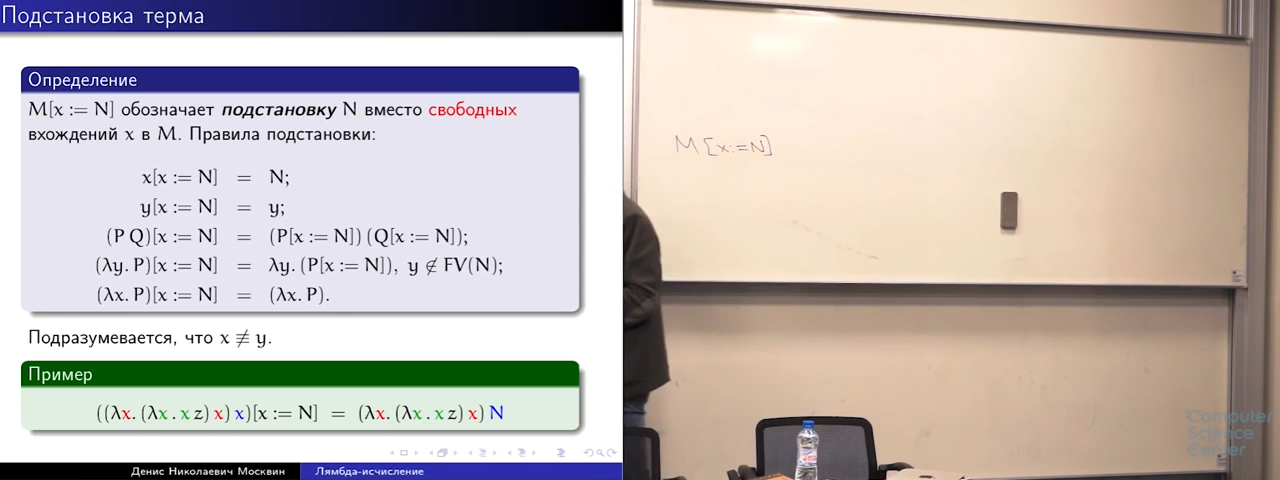 Подстановка терма
Определение
M[x := N] обозначает подстановку N вместо свободных
вхождений x в M. Правила подстановки:
x[x := N] = N;
y[x := N] = y;
(P Q)[x := N] = (P[x := N]) (Q[x := N]);
(λy. P)[x := N] = λy. (P[x := N]), y ∉ FV(N);
(λx. P)[x := N] = (λx. P).
Подразумевается, что x ≢ y.
Пример
((λx. (λx . x z) x) x)[x := N] = (λx. (λx . x z) x) N
Денис Николаевич Москвин Лямбда-исчисление
M [x:=N]
Computer
Science
Center